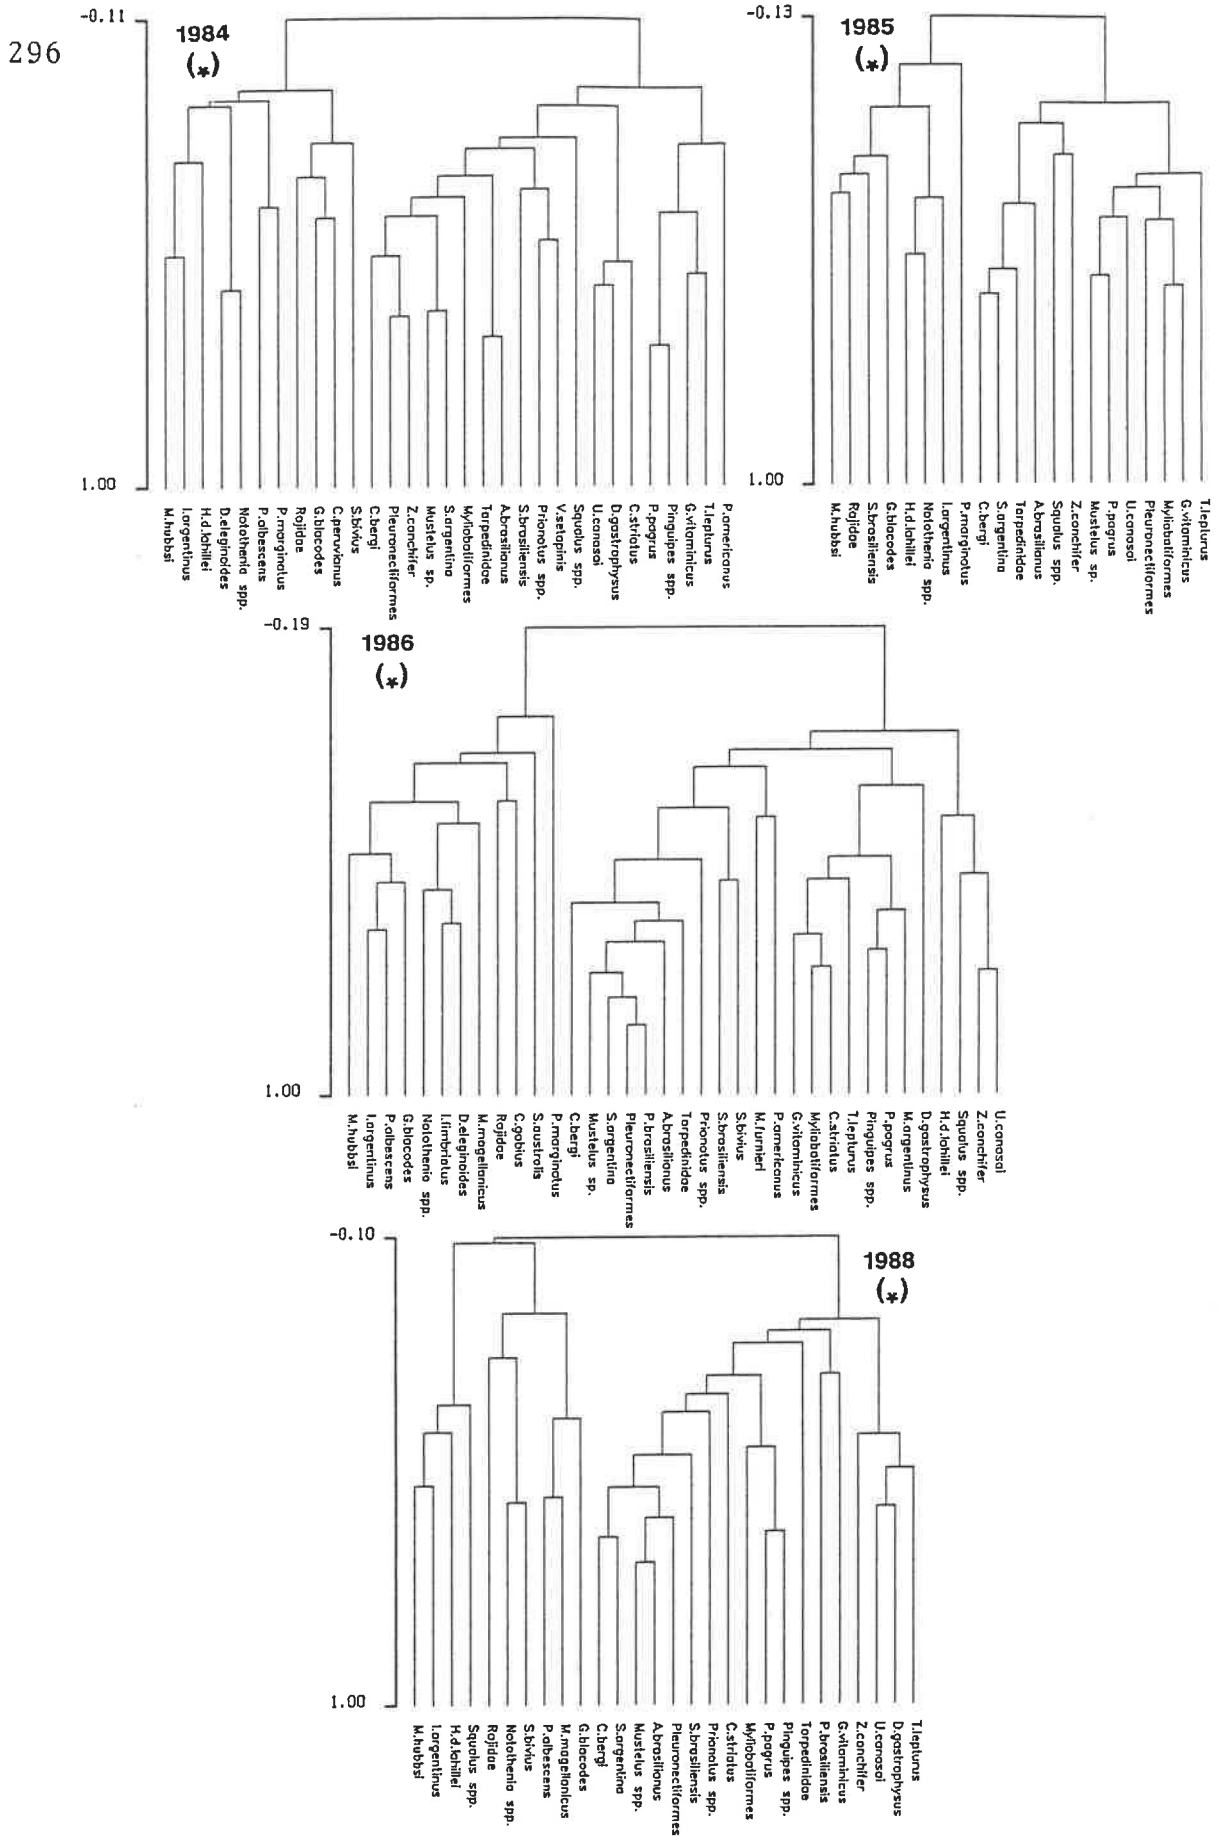 296
-0.11
1984
(*)
1.00
M.hubbsi
I.argentinus
H.d.lahillei
D.eleginoides
Notothenia spp.
P.albescens
P.marginatus
Rajidae
G.blacodes
C.peruvianus
S.bivius
C.bergi
Pleuronectiformes
Z.conchifer
Mustelus sp.
S.argentina
Myliobatiformes
Torpedinidae
A.brasilianus
S.brasiliensis
Prionotus spp.
V.setapinis
Squalus spp.
U.canosai
D.gastrophysus
C.striatus
P.pagrus
Pinguipes spp.
G.vitaminicus
T.lepturus
P.americanus
-0.13
1985
(*)
1.00
M.hubbsi
Rajidae
S.brasiliensis
G.blacodes
H.d.lahillei
Notothenia spp.
I.argentinus
P.marginatus
C.bergi
S.argentina
Torpedinidae
A.brasilianus
Squalus spp.
Z.conchifer
Mustelus sp.
P.pagrus
U.canosai
Pleuronectiformes
Myliobatiformes
G.vitaminicus
T.lepturus
-0.19
1986
(*)
1.00
M.hubbsi
I.argentinus
P.albescens
G.blacodes
Notothenia spp.
I.fimbriatus
D.eleginoides
M.magellanicus
Rajidae
C.gobius
S.australis
P.marginatus
C.bergi
Mustelus sp.
S.argentina
Pleuronectiformes
P.brasiliensis
A.brasilianus
Torpedinidae
Prionotus spp.
S.brasiliensis
S.bivius
M.furnieri
P.americanus
G.vitaminicus
Myliobatiformes
C.striatus
T.lepturus
Pinguipes spp.
P.pagrus
M.argentinus
D.gastrophysus
H.d.lahillei
Squalus spp.
Z.conchifer
U.canosai
-0.10
1988
(*)
1.00
M.hubbsi
I.argentinus
H.d.lahillei
Squalus spp.
Rajidae
Notothenia spp.
S.bivius
P.albescens
M.magellanicus
G.blacodes
C.bergi
S.argentina
Mustelus spp.
A.brasilianus
Pleuronectiformes
S.brasiliensis
Prionotus spp.
C.striatus
Myliobatiformes
P.pagrus
Pinguipes spp.
Torpedinidae
P.brasiliensis
G.vitaminicus
Z.conchifer
U.canosai
D.gastrophysus
T.lepturus